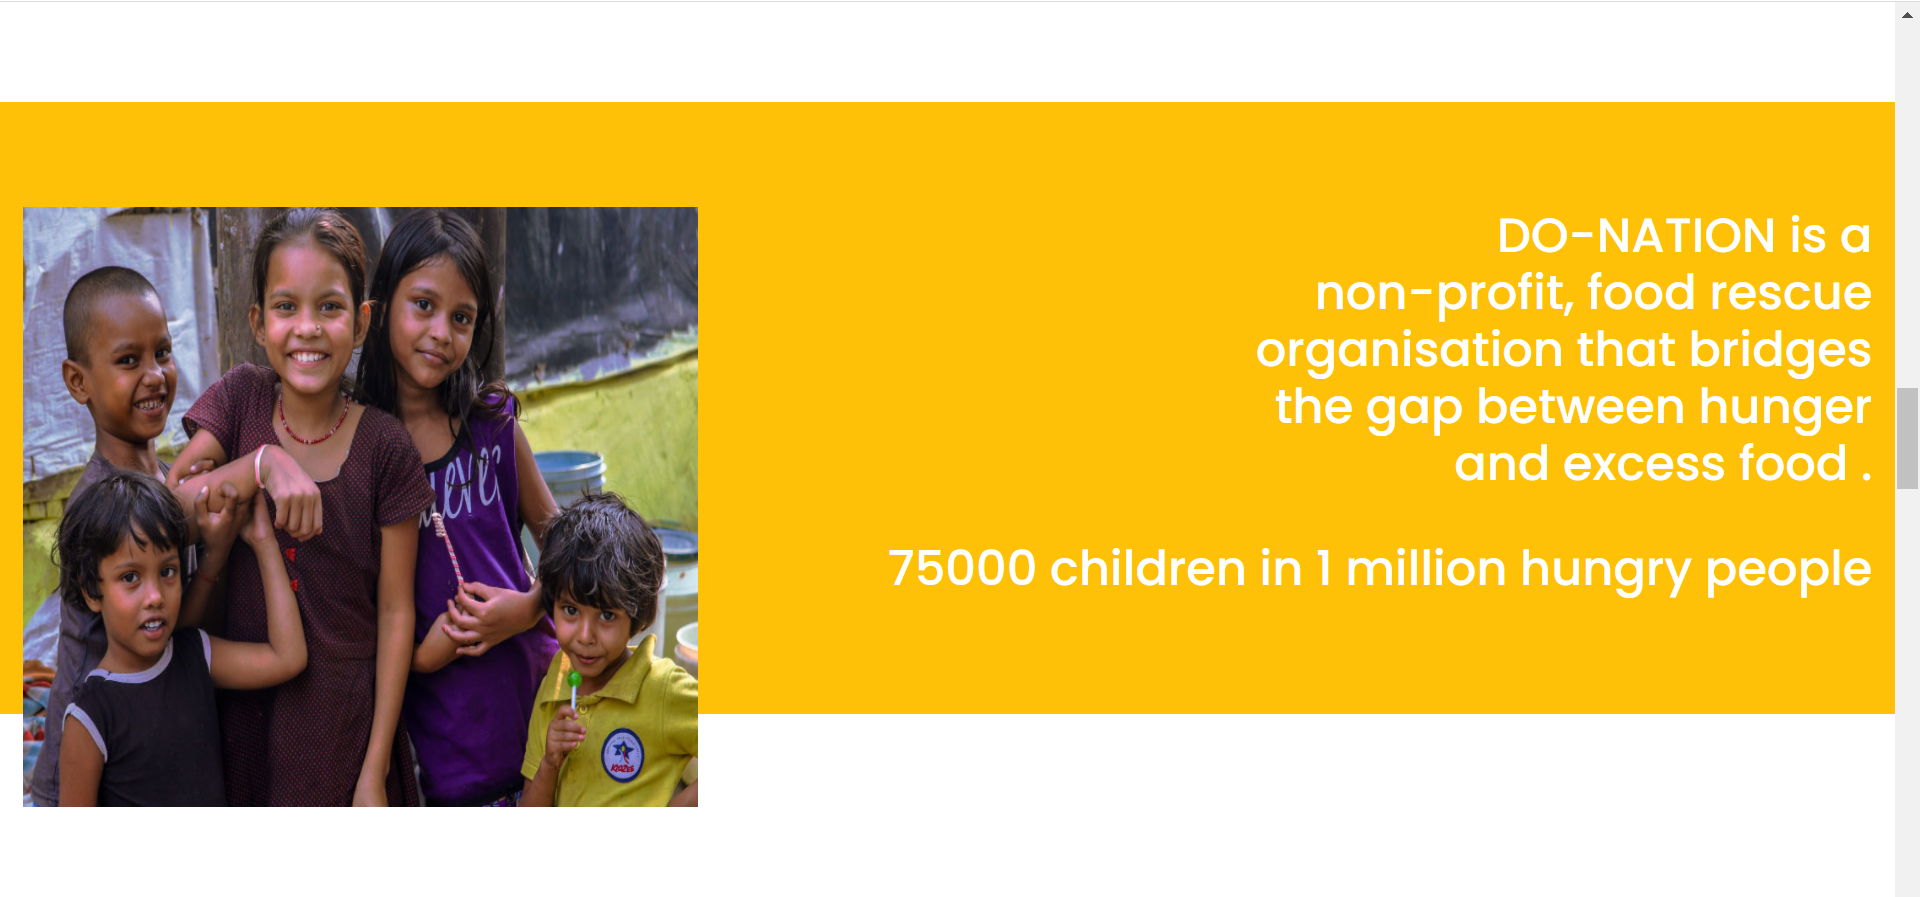 DO-NATION is a
non-profit, food rescue
organisation that bridges
the gap between hunger
and excess food .
75000 children in 1 million hungry people
KIDZEE